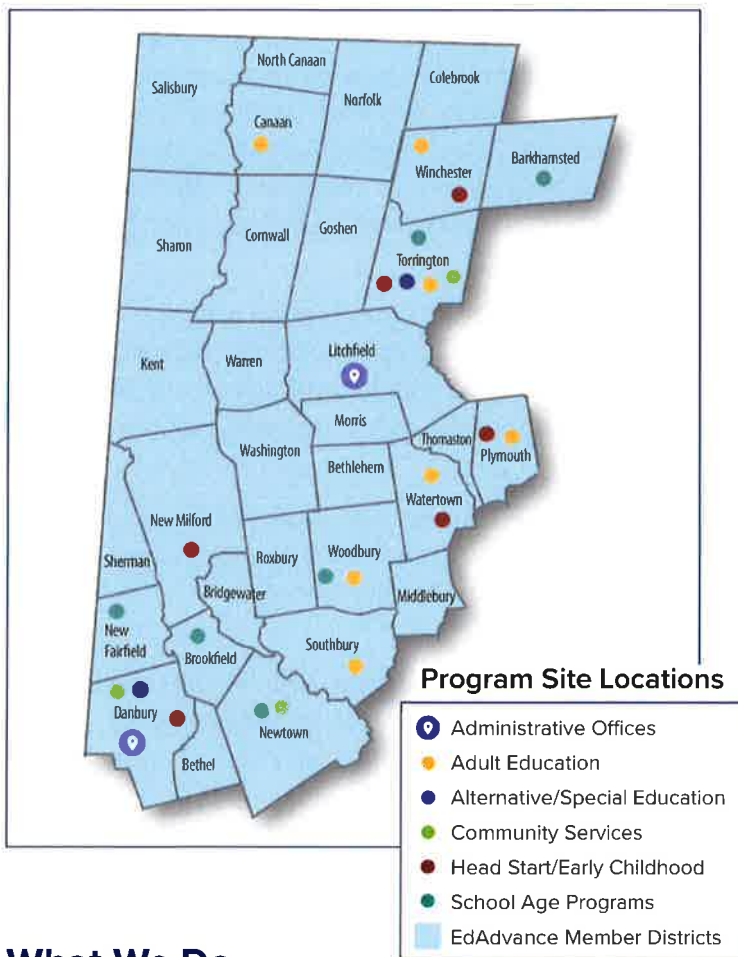 North Canaan
Salisbury
Colebrook
Norfolk
Canaan
Winchester
Barkhamsted
Sharon
Cornwall
Goshen
Torrington
Kent
Warren
Litchfield
Morris
Washington
Thomaston
Plymouth
Bethlehem
Watertown
New Milford
Sherman
Roxbury
Woodbury
Bridgewater
Middlebury
New
Fairfield
Brookfield
Southbury
Danbury
Newtown
Bethel
Program Site Locations
Administrative Offices
Adult Education
Alternative/Special Education
Community Services
Head Start/Early Childhood
School Age Programs
EdAdvance Member Districts
What We Do